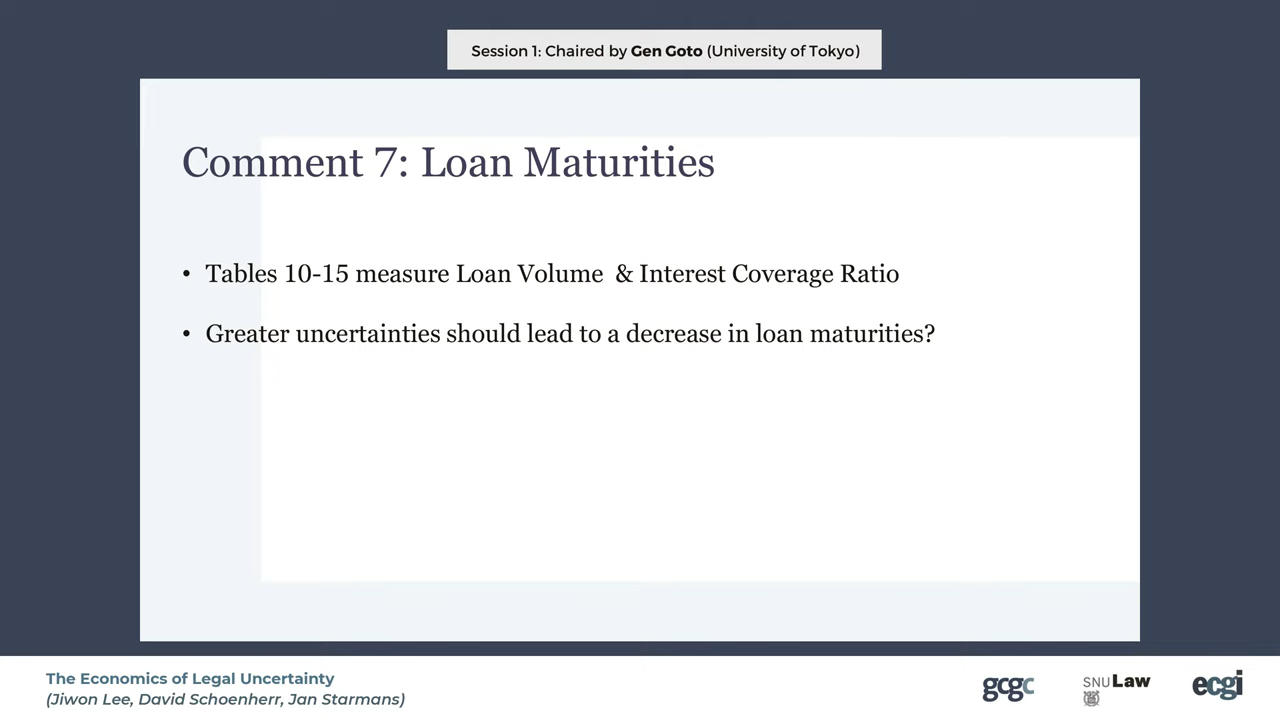 Session 1: Chaired by Gen Goto (University of Tokyo)
Comment 7: Loan Maturities
• Tables 10-15 measure Loan Volume & Interest Coverage Ratio
• Greater uncertainties should lead to a decrease in loan maturities?
The Economics of Legal Uncertainty
(Jiwon Lee, David Schoenherr, Jan Starmans)
gcgc
SNU Law
ecgi